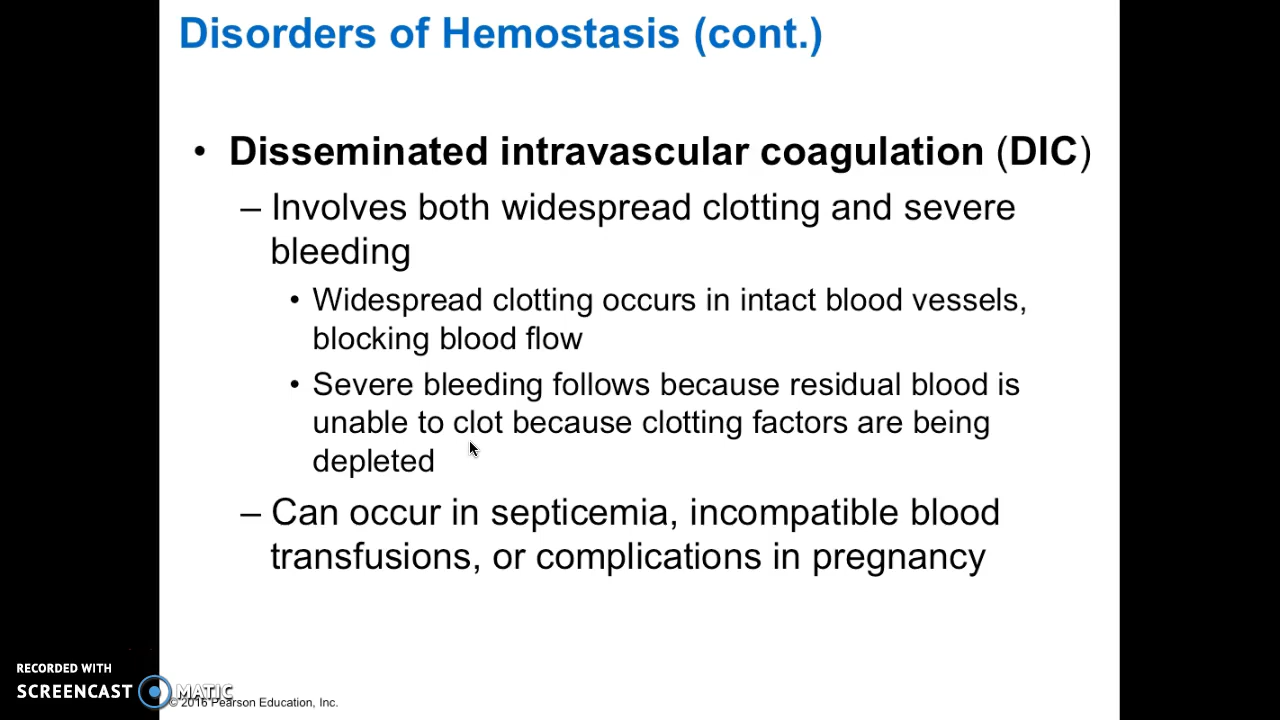 Disorders of Hemostasis (cont.)
• Disseminated intravascular coagulation (DIC)
– Involves both widespread clotting and severe
bleeding
• Widespread clotting occurs in intact blood vessels,
blocking blood flow
• Severe bleeding follows because residual blood is
unable to clot because clotting factors are being
depleted
– Can occur in septicemia, incompatible blood
transfusions, or complications in pregnancy
RECORDED WITH
SCREENCAST MATIC
© 2016 Pearson Education, Inc.